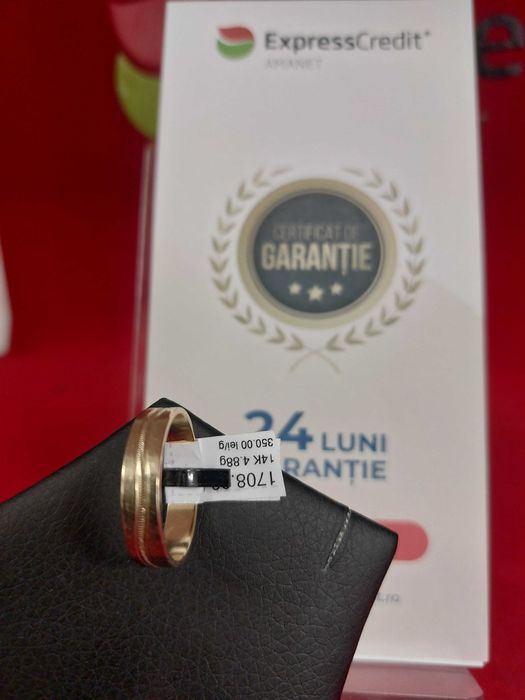 ExpressCredit
AMANET
CERTIFICAT DE
GARANȚIE
24 LUNI
GARANȚIE
350.00 lei/g
14K 4.88g
1708.